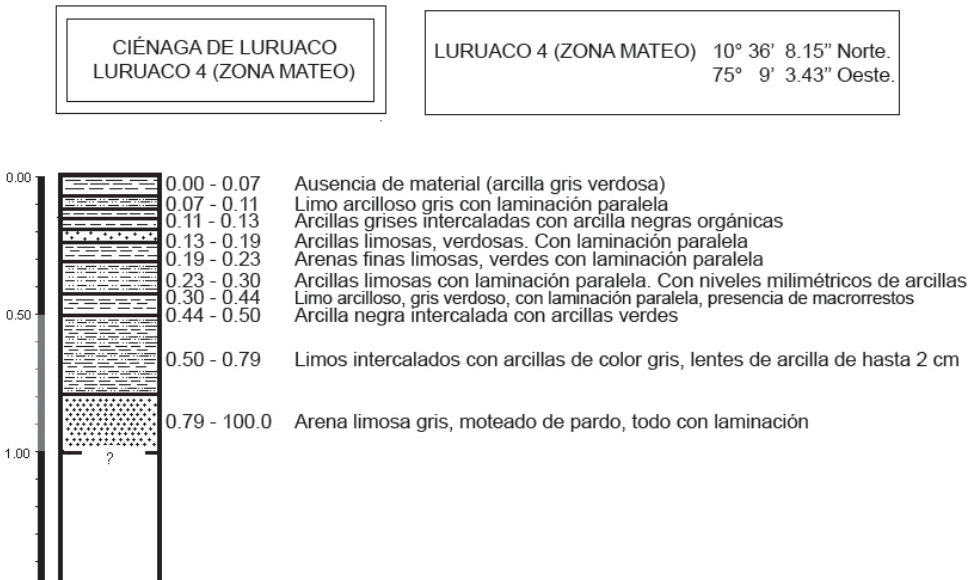 CIÉNAGA DE LURUACO
LURUACO 4 (ZONA MATEO)
LURUACO 4 (ZONA MATEO) 10° 36’ 8.15” Norte.
75° 9’ 3.43” Oeste.
0.00
0.00 - 0.07 Ausencia de material (arcilla gris verdosa)
0.07 - 0.11 Limo arcilloso gris con laminación paralela
0.11 - 0.13 Arcillas grises intercaladas con arcilla negras orgánicas
0.13 - 0.19 Arcillas limosas, verdosas. Con laminación paralela
0.19 - 0.23 Arenas finas limosas, verdes con laminación paralela
0.23 - 0.30 Arcillas limosas con laminación paralela. Con niveles milimétricos de arcillas
0.30 - 0.44 Limo arcilloso, gris verdoso, con laminación paralela, presencia de macrorrestos
0.50
0.44 - 0.50 Arcilla negra intercalada con arcillas verdes
0.50 - 0.79 Limos intercalados con arcillas de color gris, lentes de arcilla de hasta 2 cm
0.79 - 100.0 Arena limosa gris, moteado de pardo, todo con laminación
1.00
?